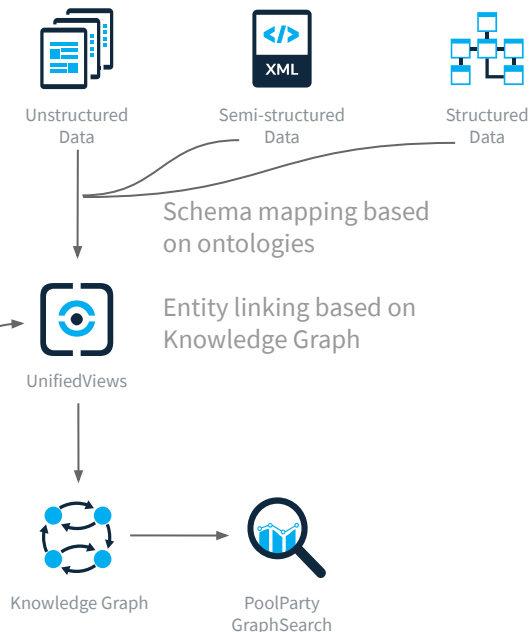 </>
XML
Unstructured
Data
Semi-structured
Data
Structured
Data
Schema mapping based
on ontologies
Entity linking based on
Knowledge Graph
UnifiedViews
Knowledge Graph
PoolParty
GraphSearch